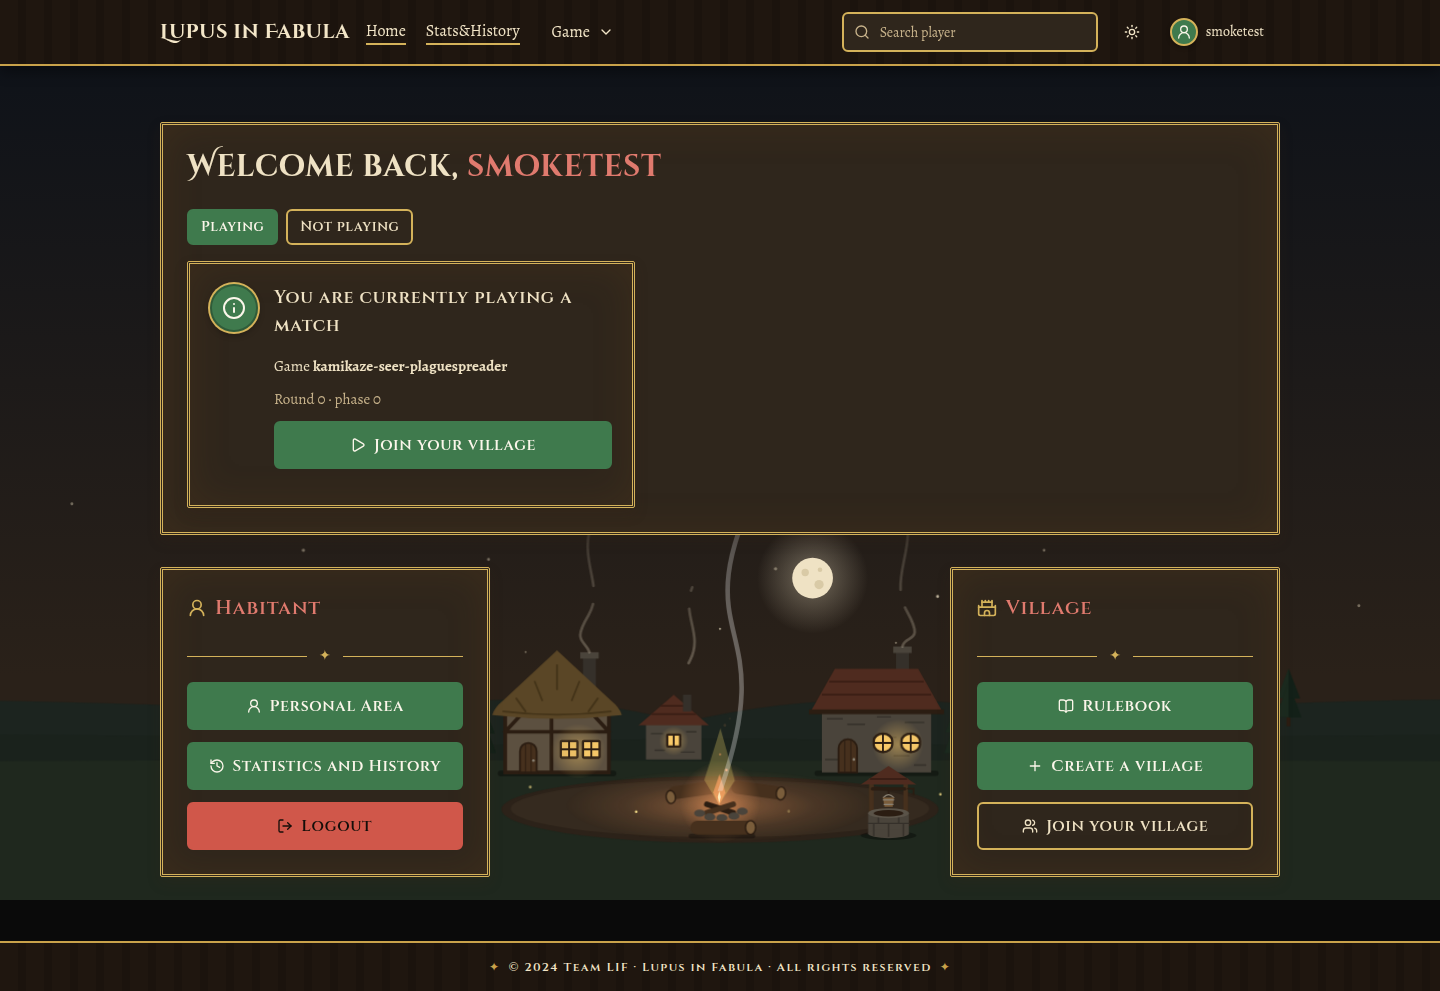 Lupus in Fabula Home Stats&History Game Search player smoketest
Welcome back, smoketest
Playing Not playing
You are currently playing a
match
Game kamikaze-seer-plaguespreader
Round 0 · phase 0
Join your village
Habitant
Personal Area
Statistics and History
Logout
Village
Rulebook
Create a village
Join your village
© 2024 Team LIF · Lupus in Fabula · All rights reserved